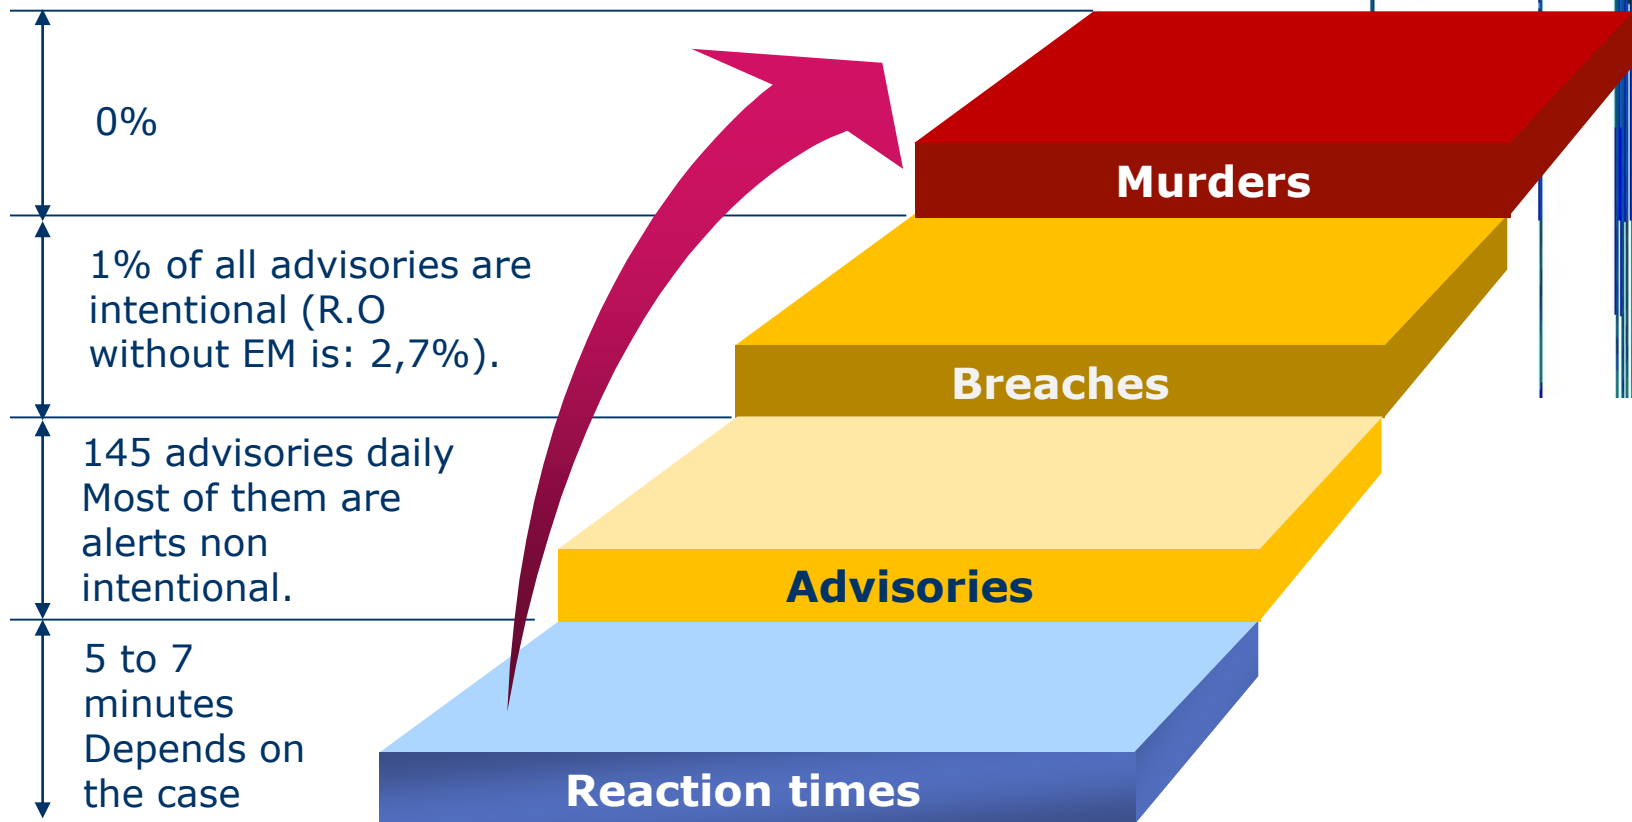 0%
Murders
1% of all advisories are
intentional (R.O
without EM is: 2,7%).
Breaches
145 advisories daily
Most of them are
alerts non
intentional.
Advisories
5 to 7
minutes
Depends on
the case
Reaction times